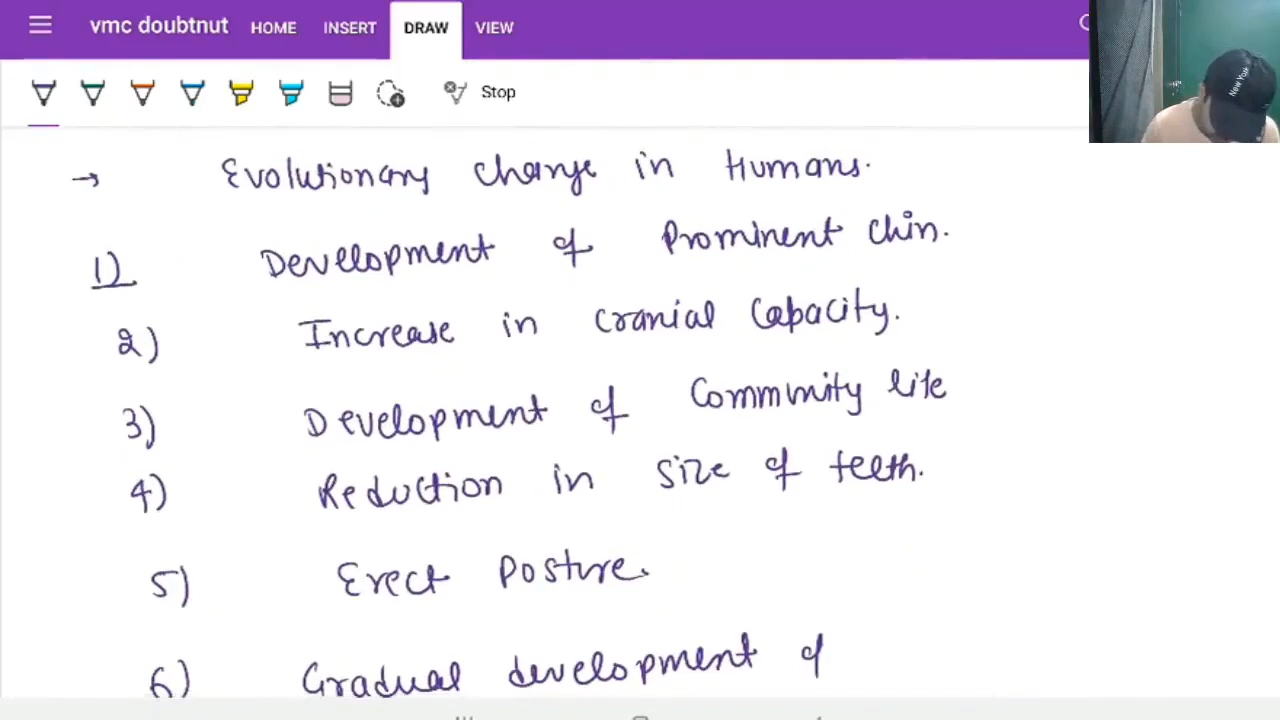 vmc doubtnut HOME INSERT DRAW VIEW
Stop
New York
→ Evolutionary change in Humans.
1) Development of Prominent chin.
2) Increase in cranial capacity.
3) Development of Community life
4) Reduction in size of teeth.
5) Erect Posture.
6) Gradual development of